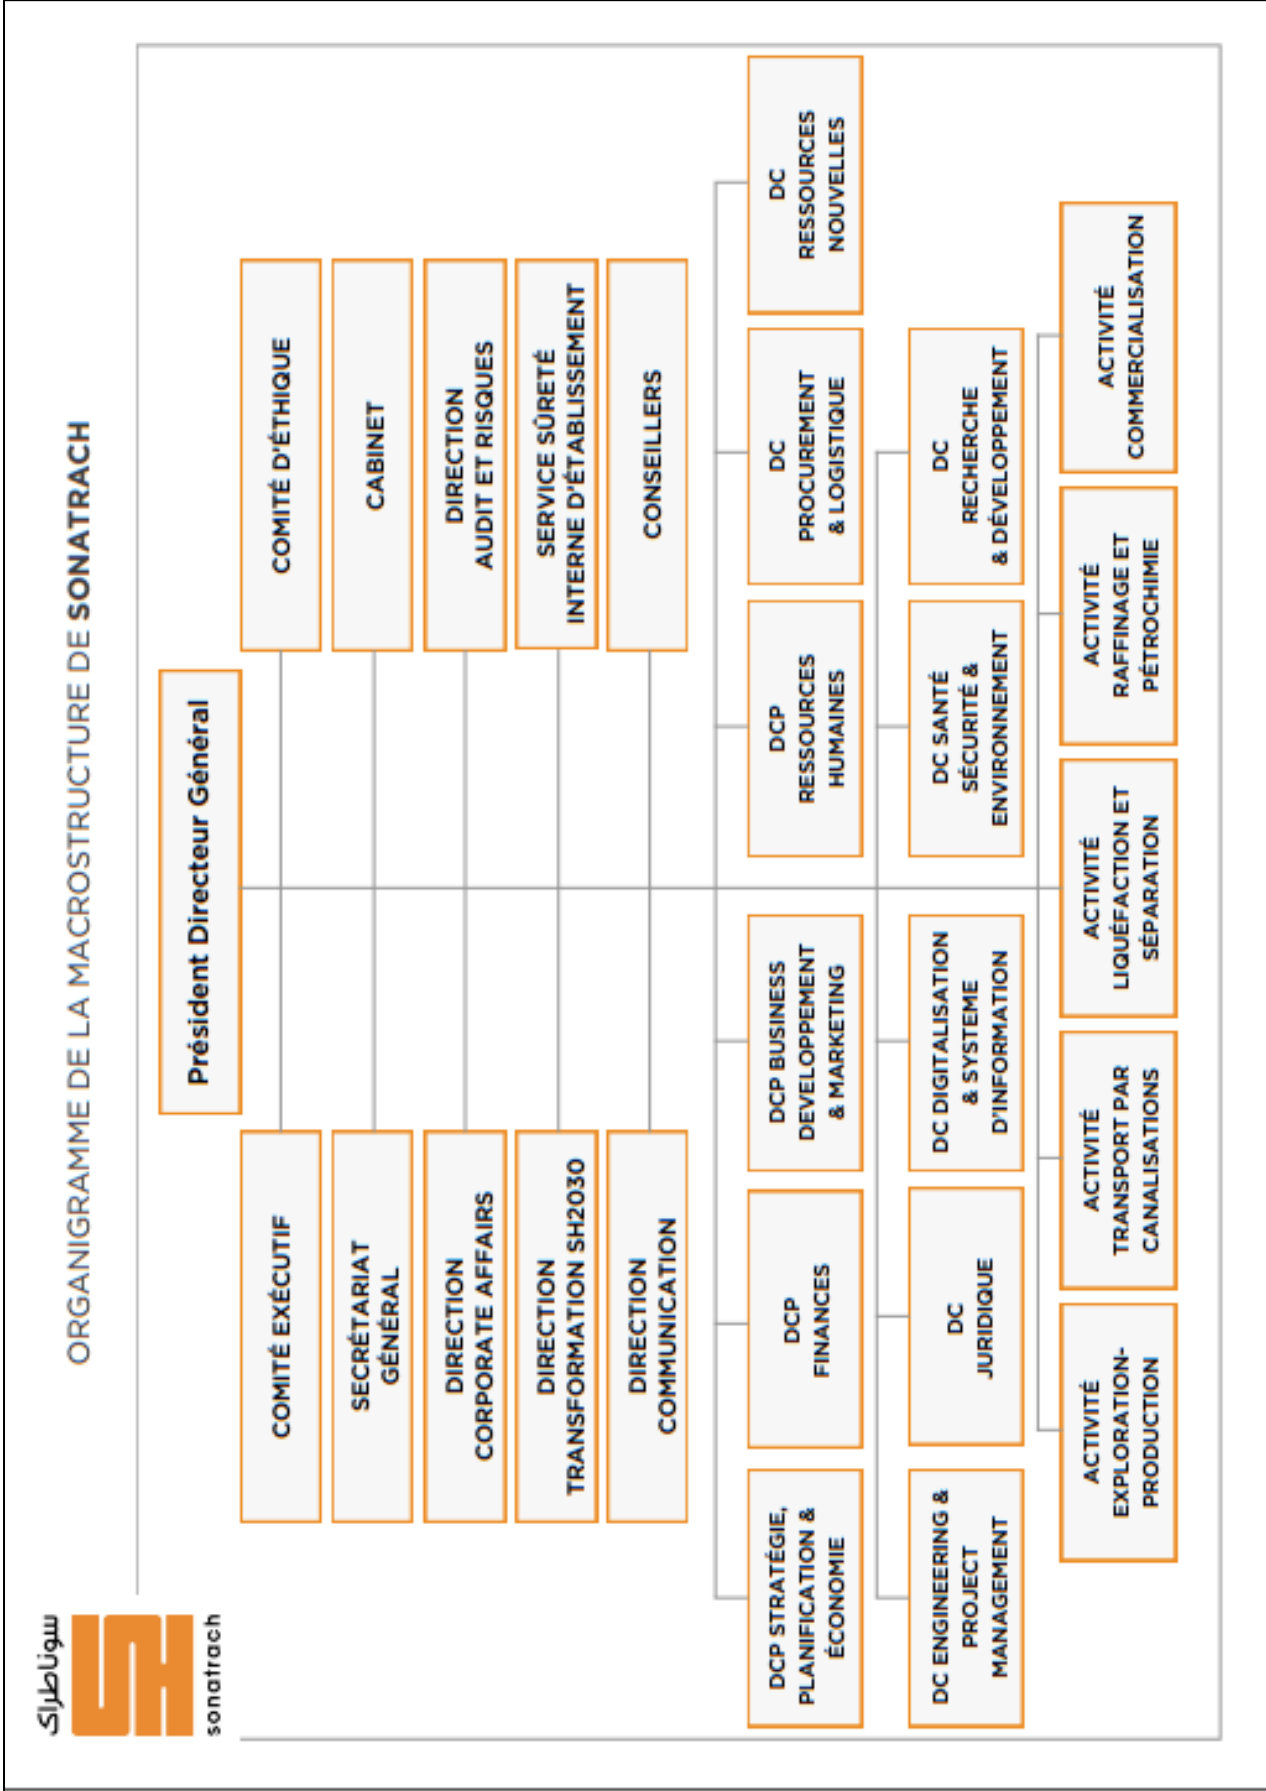 سوناطراك
sonatrach
ORGANIGRAMME DE LA MACROSTRUCTURE DE SONATRACH
Président Directeur Général
COMITÉ EXÉCUTIF
COMITÉ D'ÉTHIQUE
SECRÉTARIAT
GÉNÉRAL
CABINET
DIRECTION
CORPORATE AFFAIRS
DIRECTION
AUDIT ET RISQUES
DIRECTION
TRANSFORMATION SH2030
SERVICE SÛRETÉ
INTERNE D'ÉTABLISSEMENT
DIRECTION
COMMUNICATION
CONSEILLERS
DCP STRATÉGIE,
PLANIFICATION &
ÉCONOMIE
DCP
FINANCES
DCP BUSINESS
DEVELOPPEMENT
& MARKETING
DCP
RESSOURCES
HUMAINES
DC
PROCUREMENT
& LOGISTIQUE
DC
RESSOURCES
NOUVELLES
DC ENGINEERING &
PROJECT
MANAGEMENT
DC
JURIDIQUE
DC DIGITALISATION
& SYSTEME
D'INFORMATION
DC SANTÉ
SÉCURITÉ &
ENVIRONNEMENT
DC
RECHERCHE
& DÉVELOPPEMENT
ACTIVITÉ
EXPLORATION-
PRODUCTION
ACTIVITÉ
TRANSPORT PAR
CANALISATIONS
ACTIVITÉ
LIQUÉFACTION ET
SÉPARATION
ACTIVITÉ
RAFFINAGE ET
PÉTROCHIMIE
ACTIVITÉ
COMMERCIALISATION